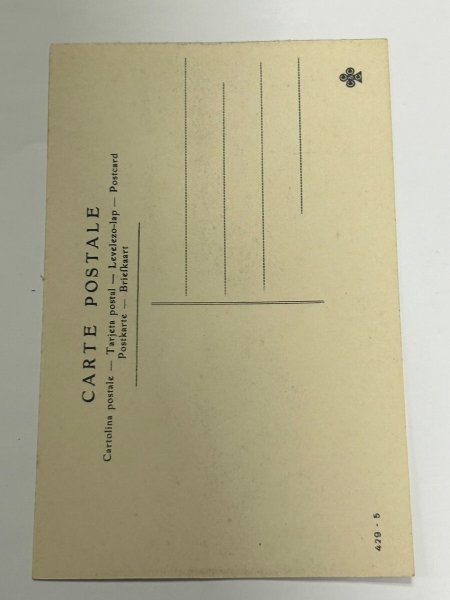 CARTE POSTALE
Cartolina postale — Tarjeta postal — Levelezo-lap — Postcard
Postkarte — Briefkaart
429 - 5